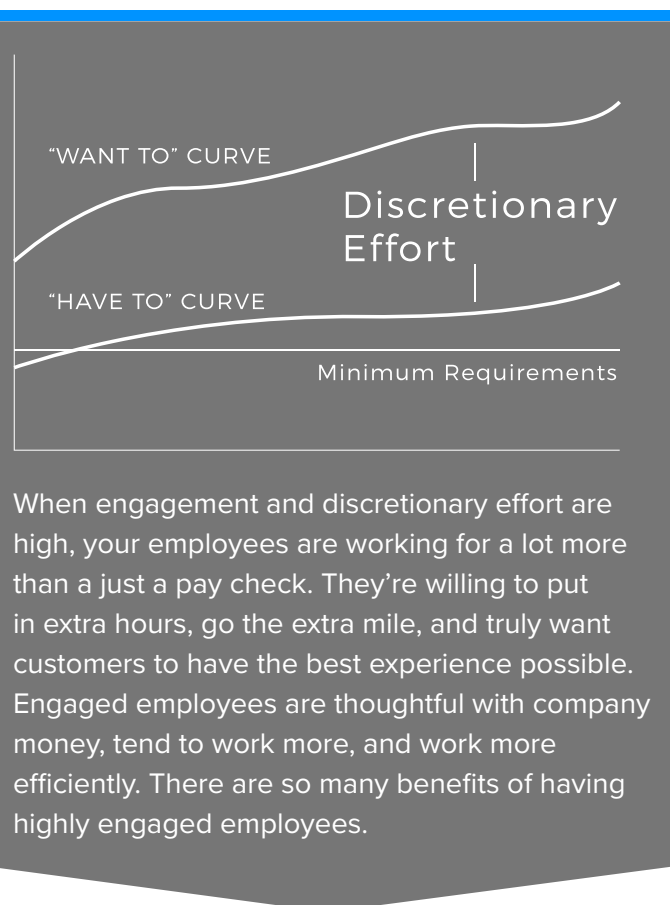 “WANT TO” CURVE
Discretionary
Effort
“HAVE TO” CURVE
Minimum Requirements
When engagement and discretionary effort are
high, your employees are working for a lot more
than a just a pay check. They’re willing to put
in extra hours, go the extra mile, and truly want
customers to have the best experience possible.
Engaged employees are thoughtful with company
money, tend to work more, and work more
efficiently. There are so many benefits of having
highly engaged employees.